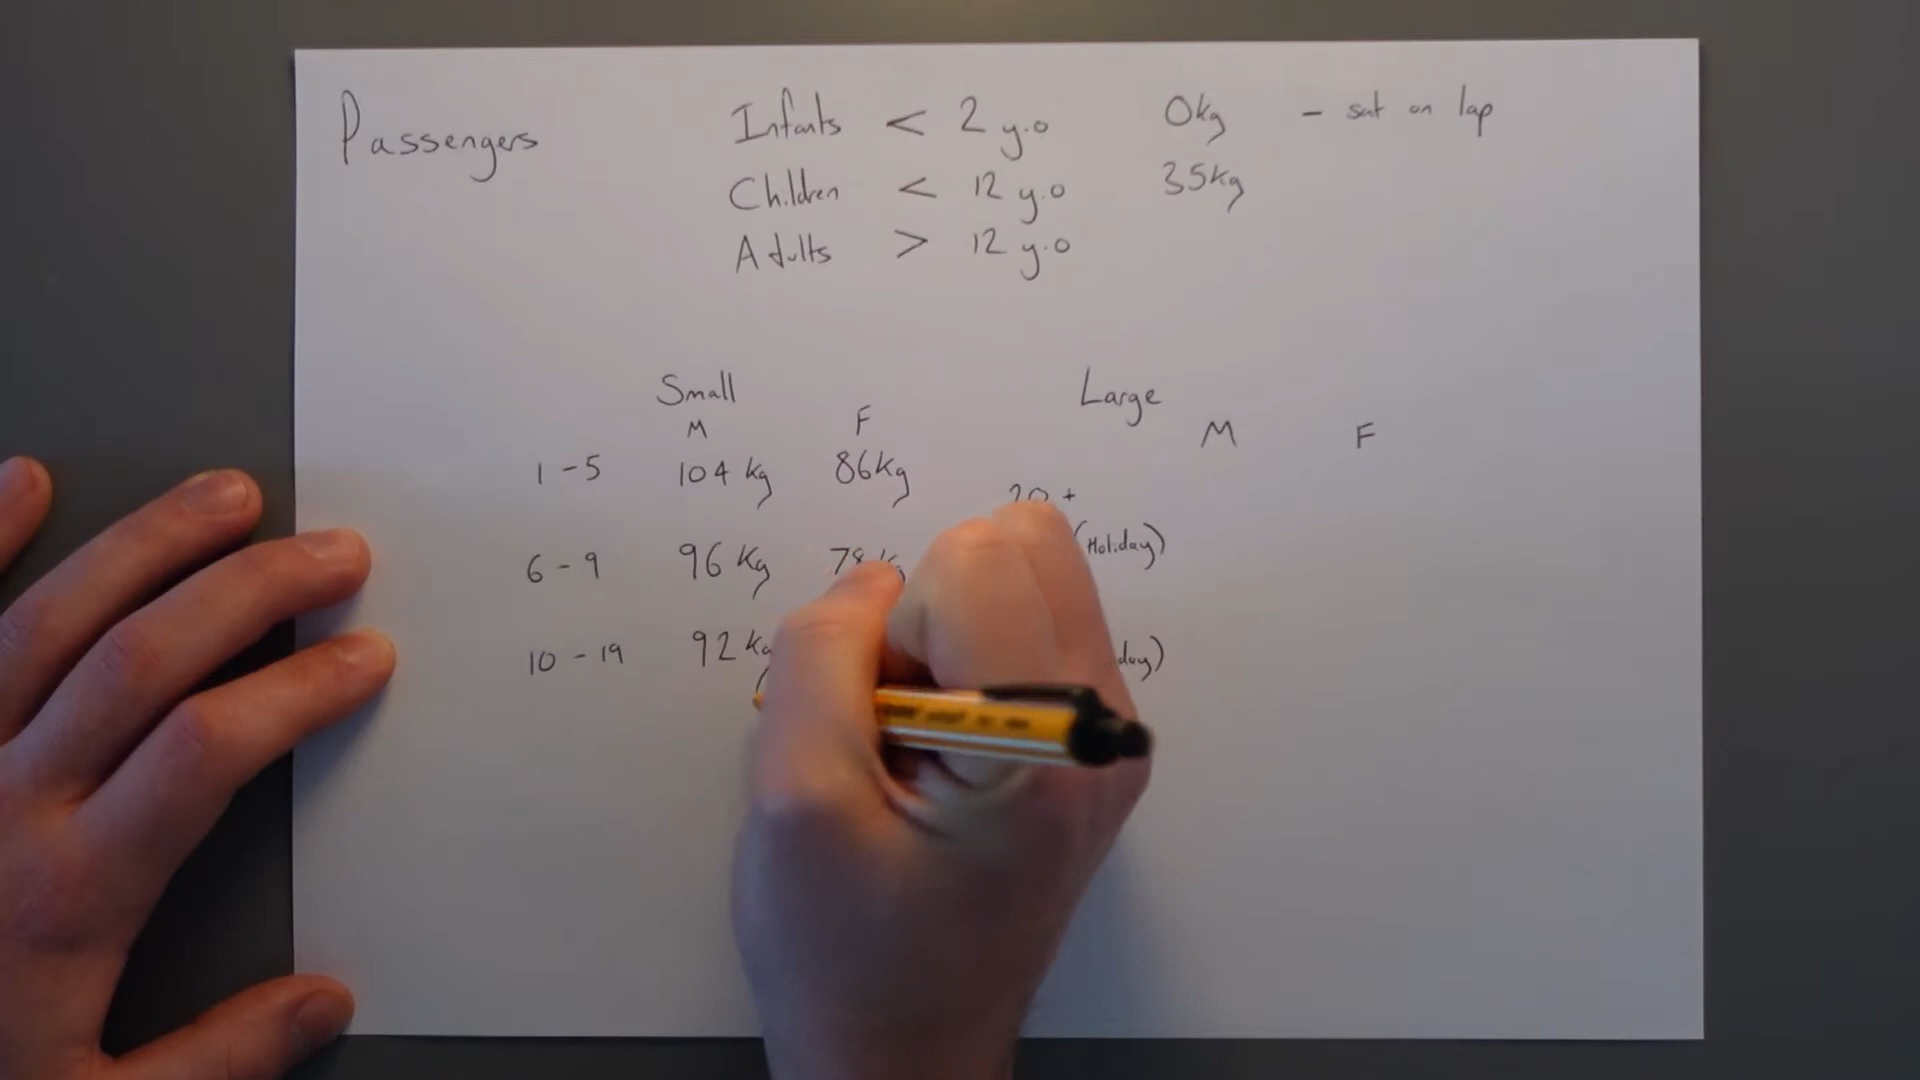 Passengers
Infants < 2 y.o 0kg - sat on lap
Children < 12 y.o 35kg
Adults > 12 y.o
Small Large
M F M F
1 - 5 104 kg 86kg
20 +
(Holiday)
6 - 9 96 kg
10 - 19 92